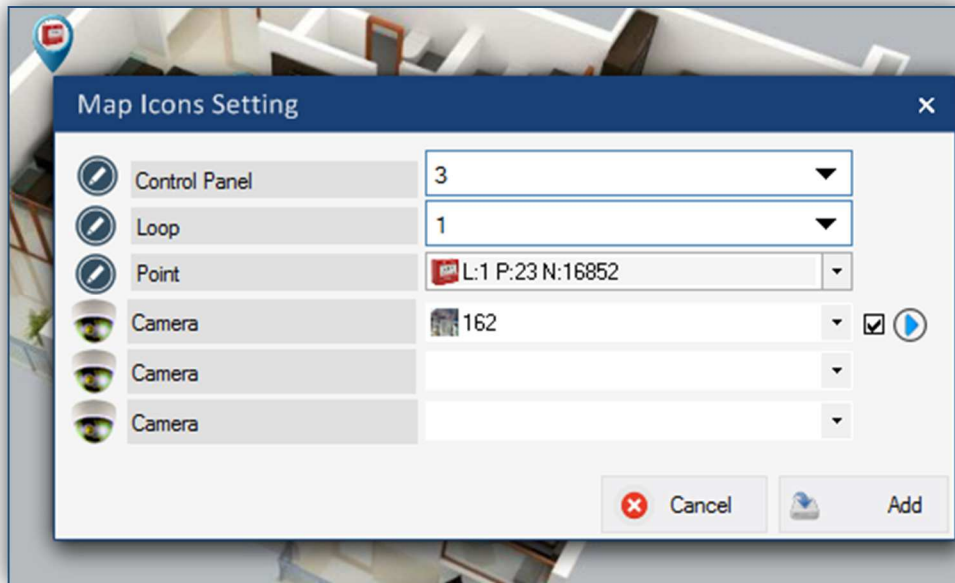 Map Icons Setting
Control Panel 3
Loop 1
Point L:1 P:23 N:16852
Camera 162
Camera
Camera
Cancel Add